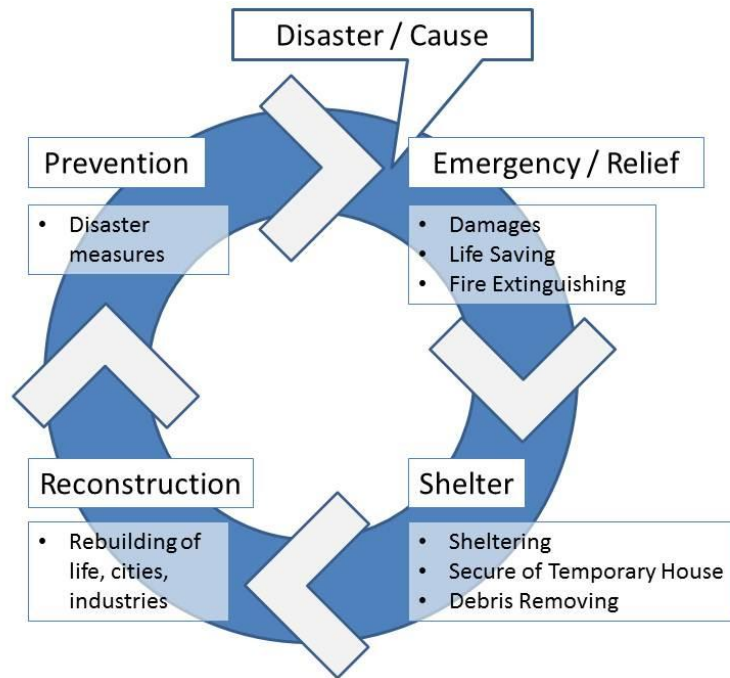 Disaster / Cause
Prevention
• Disaster
measures
Emergency / Relief
• Damages
• Life Saving
• Fire Extinguishing
Reconstruction
• Rebuilding of
life, cities,
industries
Shelter
• Sheltering
• Secure of Temporary House
• Debris Removing